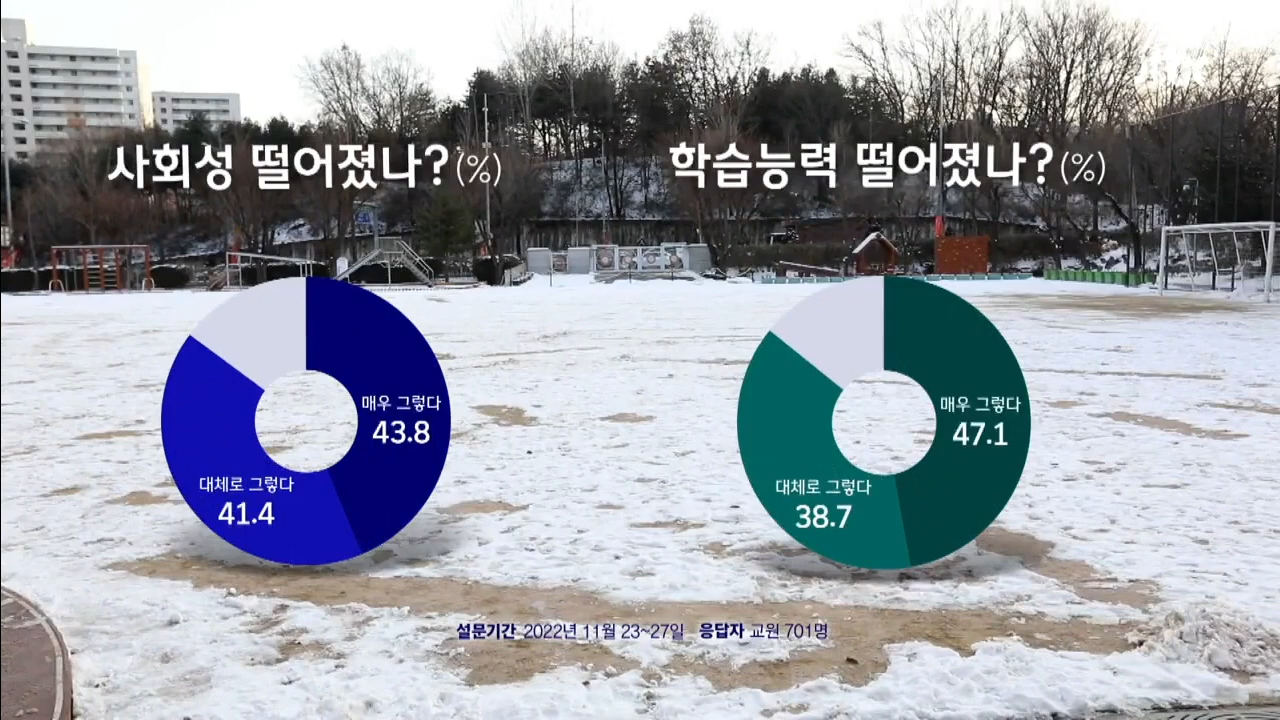 사회성 떨어졌나?(%)
매우 그렇다
43.8
대체로 그렇다
41.4
학습능력 떨어졌나?(%)
매우 그렇다
47.1
대체로 그렇다
38.7
설문기간 2022년 11월 23~27일 응답자 교원 701명